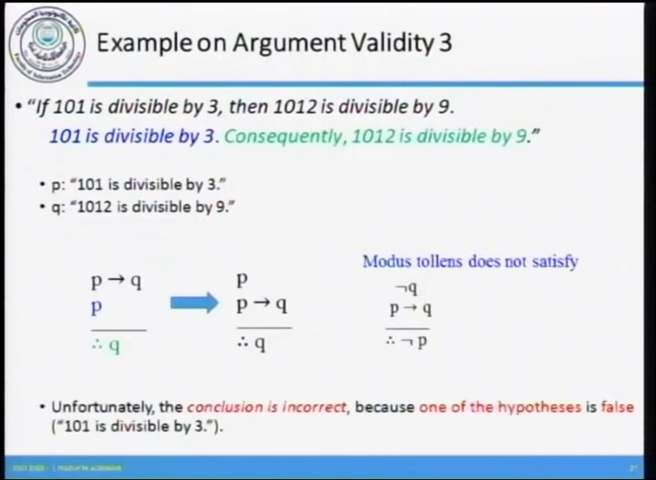 Example on Argument Validity 3
• “If 101 is divisible by 3, then 1012 is divisible by 9.
101 is divisible by 3. Consequently, 1012 is divisible by 9.”
• p: “101 is divisible by 3.”
• q: “1012 is divisible by 9.”
Modus tollens does not satisfy
p → q
p
∴ q
p
p → q
∴ q
¬q
p → q
∴ ¬ p
• Unfortunately, the conclusion is incorrect, because one of the hypotheses is false
(“101 is divisible by 3.”).